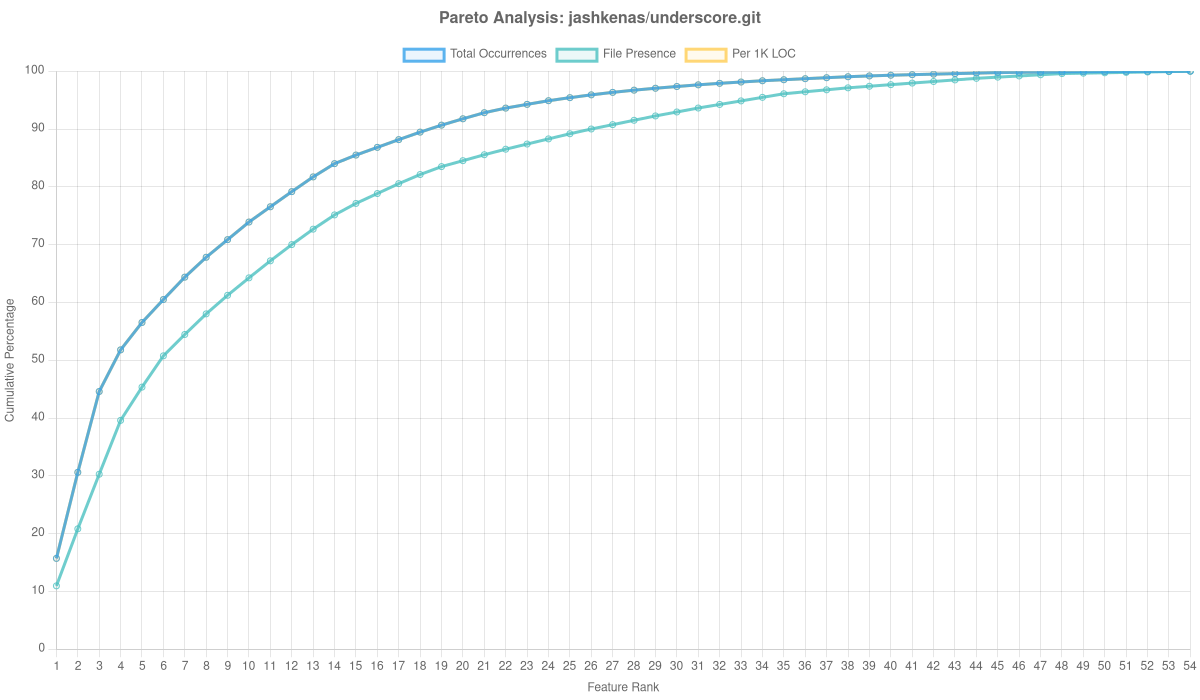 Pareto Analysis: jashkenas/underscore.git
Total Occurrences File Presence Per 1K LOC
100
90
80
70
60
50
40
30
20
10
0
Cumulative Percentage
1 2 3 4 5 6 7 8 9 10 11 12 13 14 15 16 17 18 19 20 21 22 23 24 25 26 27 28 29 30 31 32 33 34 35 36 37 38 39 40 41 42 43 44 45 46 47 48 49 50 51 52 53 54
Feature Rank